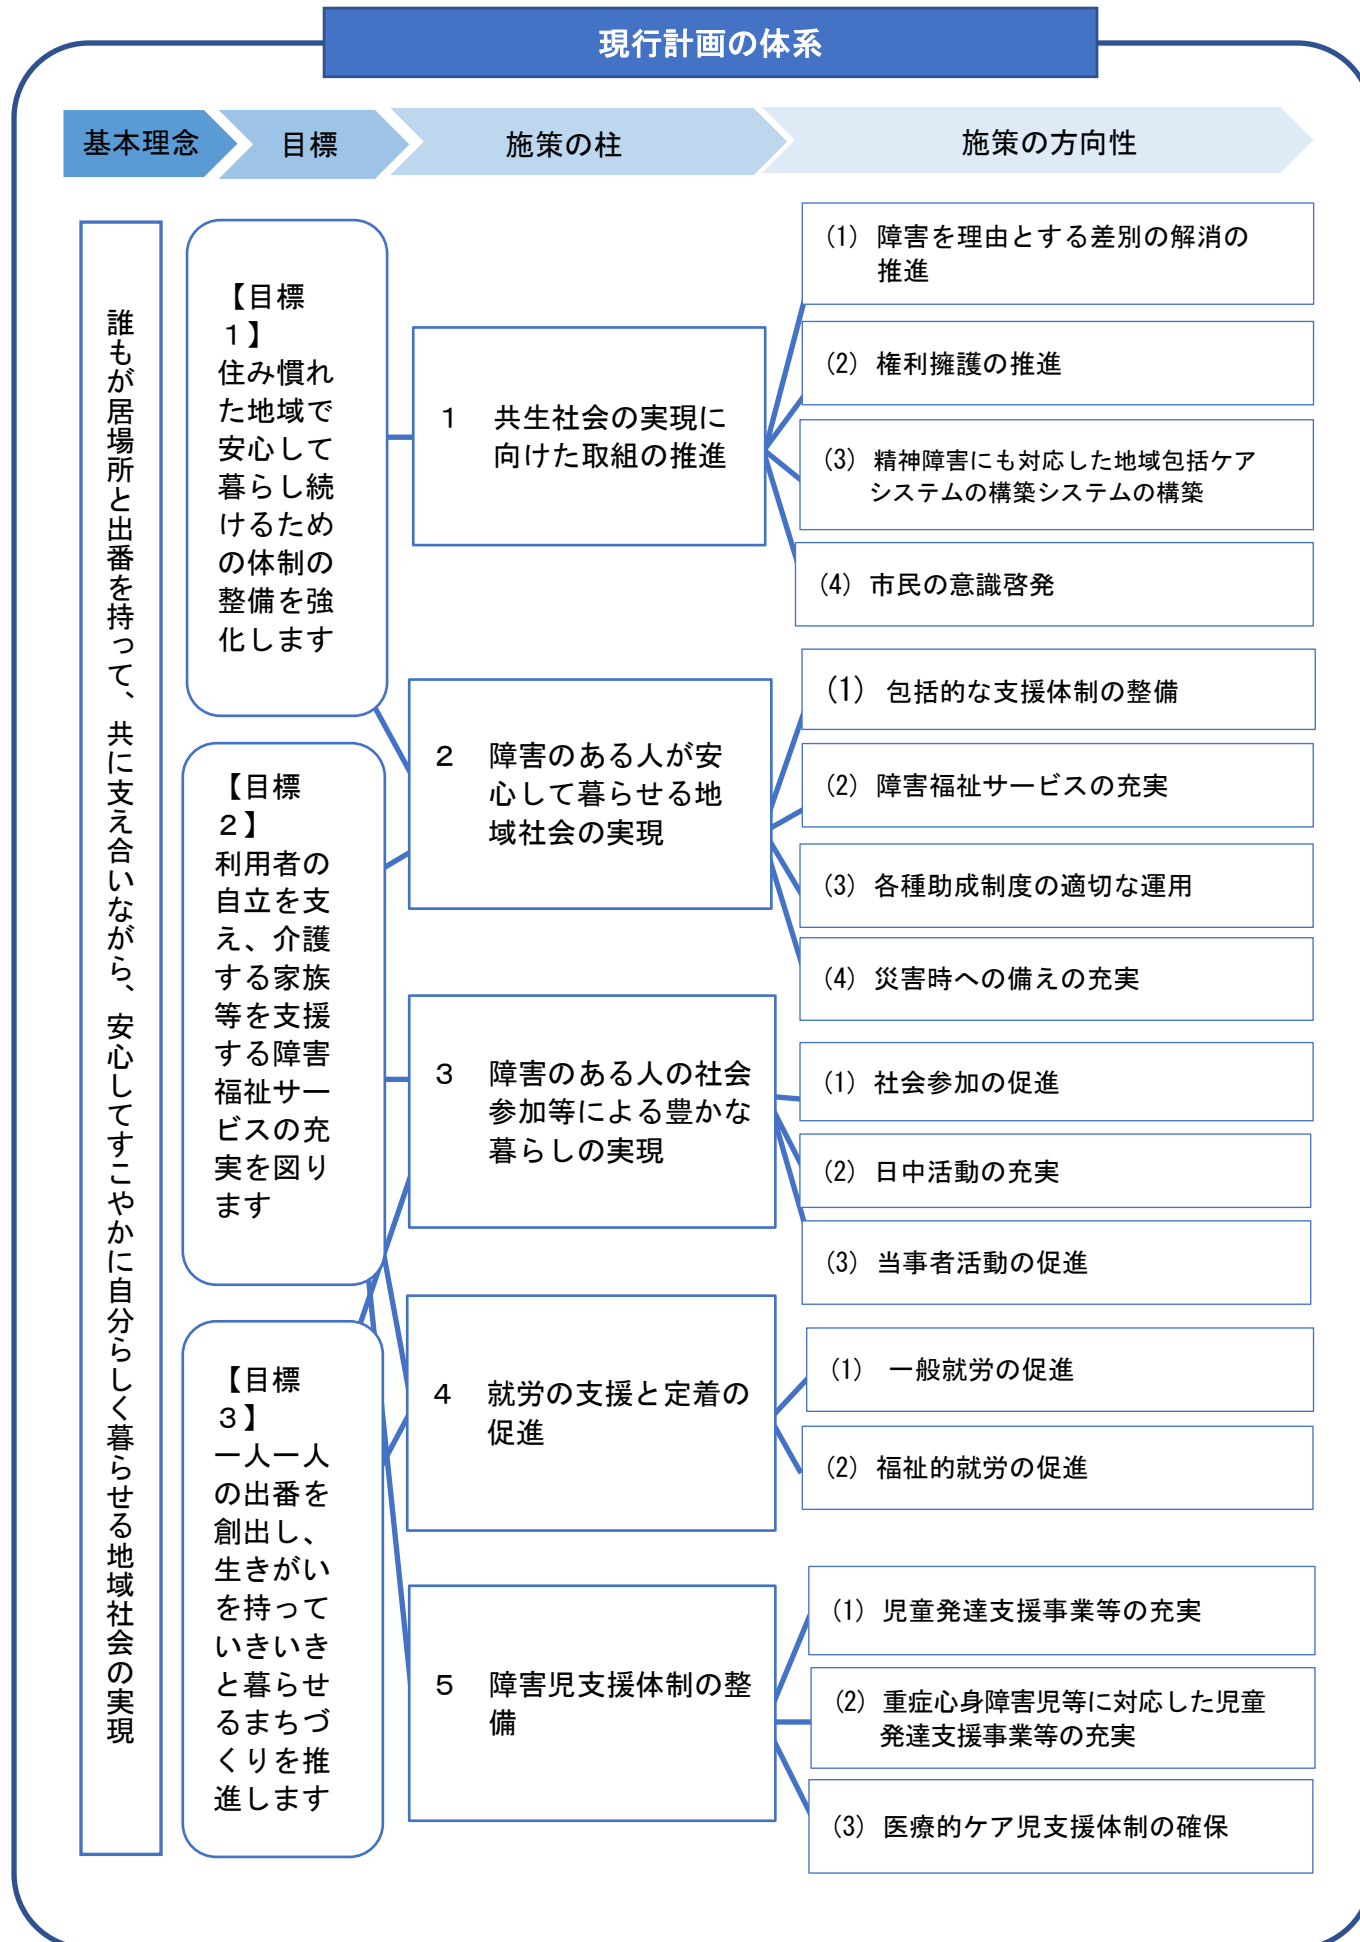 現行計画の体系
基本理念
目標
施策の柱
施策の方向性
誰もが居場所と出番を持って、共に支え合いながら、安心してすこやかに自分らしく暮らせる地域社会の実現
【目標
１】
住み慣れ
た地域で
安心して
暮らし続
けるため
の体制の
整備を強
化します
【目標
２】
利用者の
自立を支
え、介護
する家族
等を支援
する障害
福祉サー
ビスの充
実を図り
ます
【目標
３】
一人一人
の出番を
創出し、
生きがい
を持って
いきいき
と暮らせ
るまちづ
くりを推
進します
１　共生社会の実現に
向けた取組の推進
(1) 障害を理由とする差別の解消の
推進
(2) 権利擁護の推進
(3) 精神障害にも対応した地域包括ケア
システムの構築システムの構築
(4) 市民の意識啓発
２　障害のある人が安
心して暮らせる地
域社会の実現
(1) 包括的な支援体制の整備
(2) 障害福祉サービスの充実
(3) 各種助成制度の適切な運用
(4) 災害時への備えの充実
３　障害のある人の社会
参加等による豊かな
暮らしの実現
(1) 社会参加の促進
(2) 日中活動の充実
(3) 当事者活動の促進
４　就労の支援と定着の
促進
(1) 一般就労の促進
(2) 福祉的就労の促進
５　障害児支援体制の整
備
(1) 児童発達支援事業等の充実
(2) 重症心身障害児等に対応した児童
発達支援事業等の充実
(3) 医療的ケア児支援体制の確保